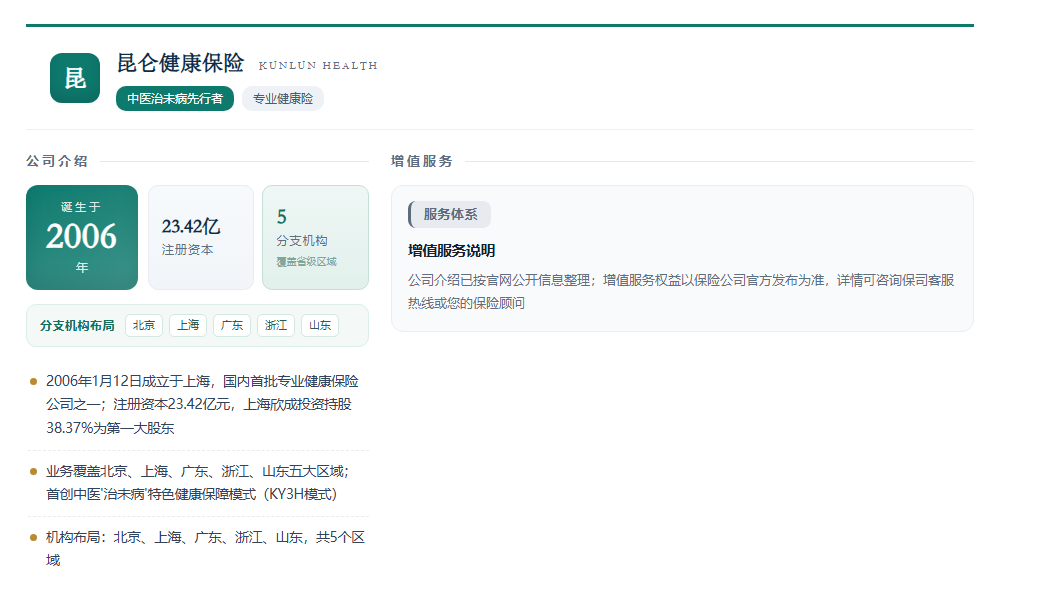 昆
昆仑健康保险 KUNLUN HEALTH
中医治未病先行者 专业健康险
公司介绍
诞生于
2006
年
23.42亿
注册资本
5
分支机构
覆盖省级区域
分支机构布局 北京 上海 广东 浙江 山东
2006年1月12日成立于上海，国内首批专业健康保险
公司之一；注册资本23.42亿元，上海欣成投资持股
38.37%为第一大股东
业务覆盖北京、上海、广东、浙江、山东五大区域；
首创中医'治未病'特色健康保障模式（KY3H模式）
机构布局：北京、上海、广东、浙江、山东，共5个区
域
增值服务
服务体系
增值服务说明
公司介绍已按官网公开信息整理；增值服务权益以保险公司官方发布为准，详情可咨询保司客服
热线或您的保险顾问